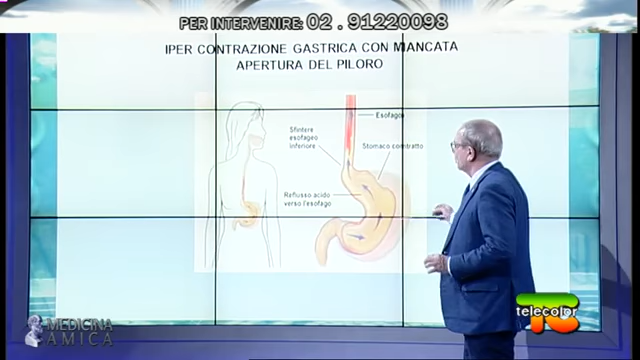 PER INTERVENIRE: 02 . 91220098
IPER CONTRAZIONE GASTRICA CON MANCATA
APERTURA DEL PILORO
Esofago
Sfintere
esofageo
inferiore
Stomaco contratto
Reflusso acido
verso l'esofago
telecolor
TC
MEDICINA
AMICA